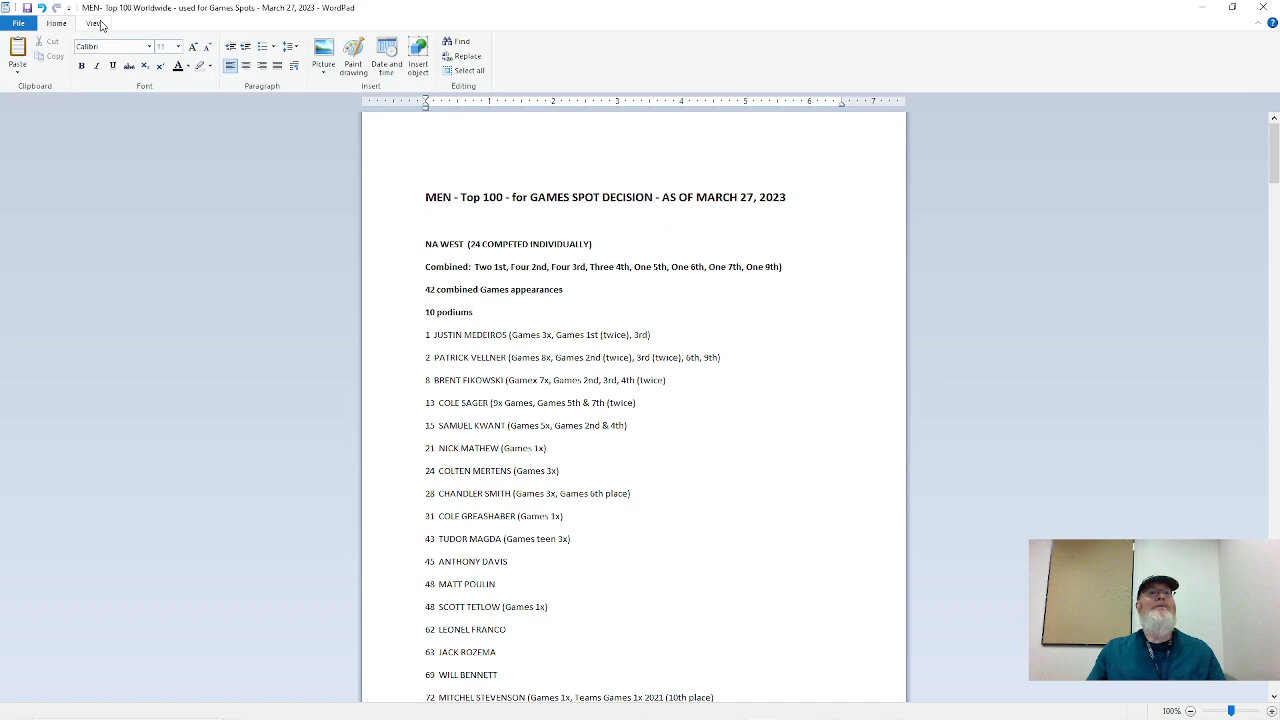 MEN- Top 100 Worldwide - used for Games Spots - March 27, 2023 - WordPad
File Home View
Paste
Cut
Copy
Clipboard
Calibri 11
Font
Paragraph
Picture
Paint drawing
Date and time
Insert object
Insert
Find
Replace
Select all
Editing
1 2 3 4 5 6 7
MEN - Top 100 - for GAMES SPOT DECISION - AS OF MARCH 27, 2023
NA WEST (24 COMPETED INDIVIDUALLY)
Combined: Two 1st, Four 2nd, Four 3rd, Three 4th, One 5th, One 6th, One 7th, One 9th)
42 combined Games appearances
10 podiums
1 JUSTIN MEDEIROS (Games 3x, Games 1st (twice), 3rd)
2 PATRICK VELLNER (Games 8x, Games 2nd (twice), 3rd (twice), 6th, 9th)
8 BRENT FIKOWSKI (Gamex 7x, Games 2nd, 3rd, 4th (twice)
13 COLE SAGER (9x Games, Games 5th & 7th (twice)
15 SAMUEL KWANT (Games 5x, Games 2nd & 4th)
21 NICK MATHEW (Games 1x)
24 COLTEN MERTENS (Games 3x)
28 CHANDLER SMITH (Games 3x, Games 6th place)
31 COLE GREASHABER (Games 1x)
43 TUDOR MAGDA (Games teen 3x)
45 ANTHONY DAVIS
48 MATT POULIN
48 SCOTT TETLOW (Games 1x)
62 LEONEL FRANCO
63 JACK ROZEMA
69 WILL BENNETT
72 MITCHEL STEVENSON (Games 1x, Teams Games 1x 2021 (10th place)
100%